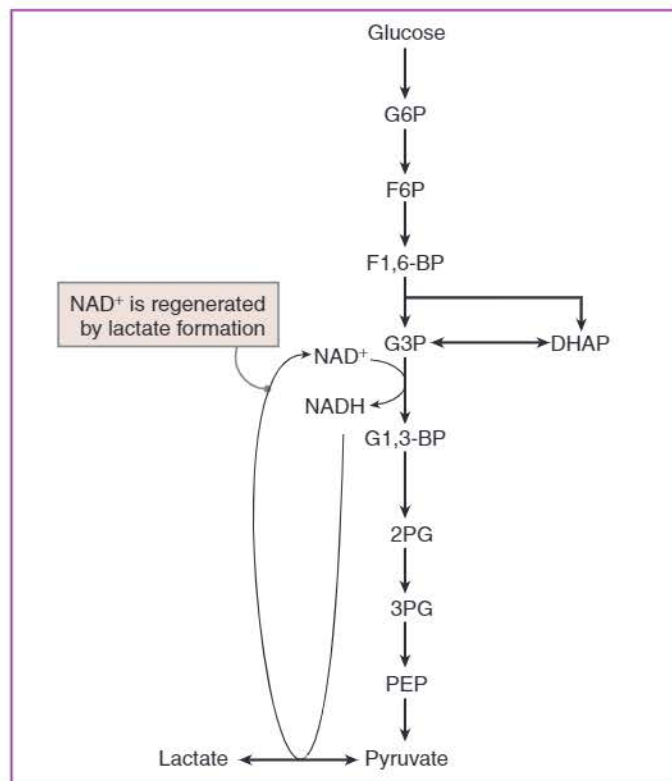 Glucose
G6P
F6P
F1,6-BP
NAD⁺ is regenerated
by lactate formation
G3P DHAP
NAD⁺
NADH
G1,3-BP
2PG
3PG
PEP
Lactate Pyruvate